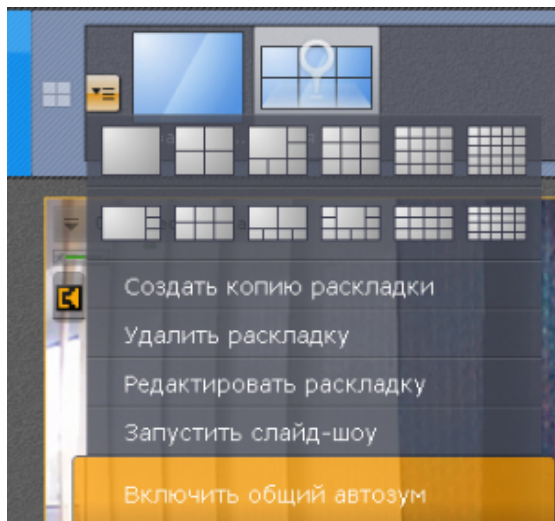 Создать копию раскладки
Удалить раскладку
Редактировать раскладку
Запустить слайд-шоу
Включить общий автозум